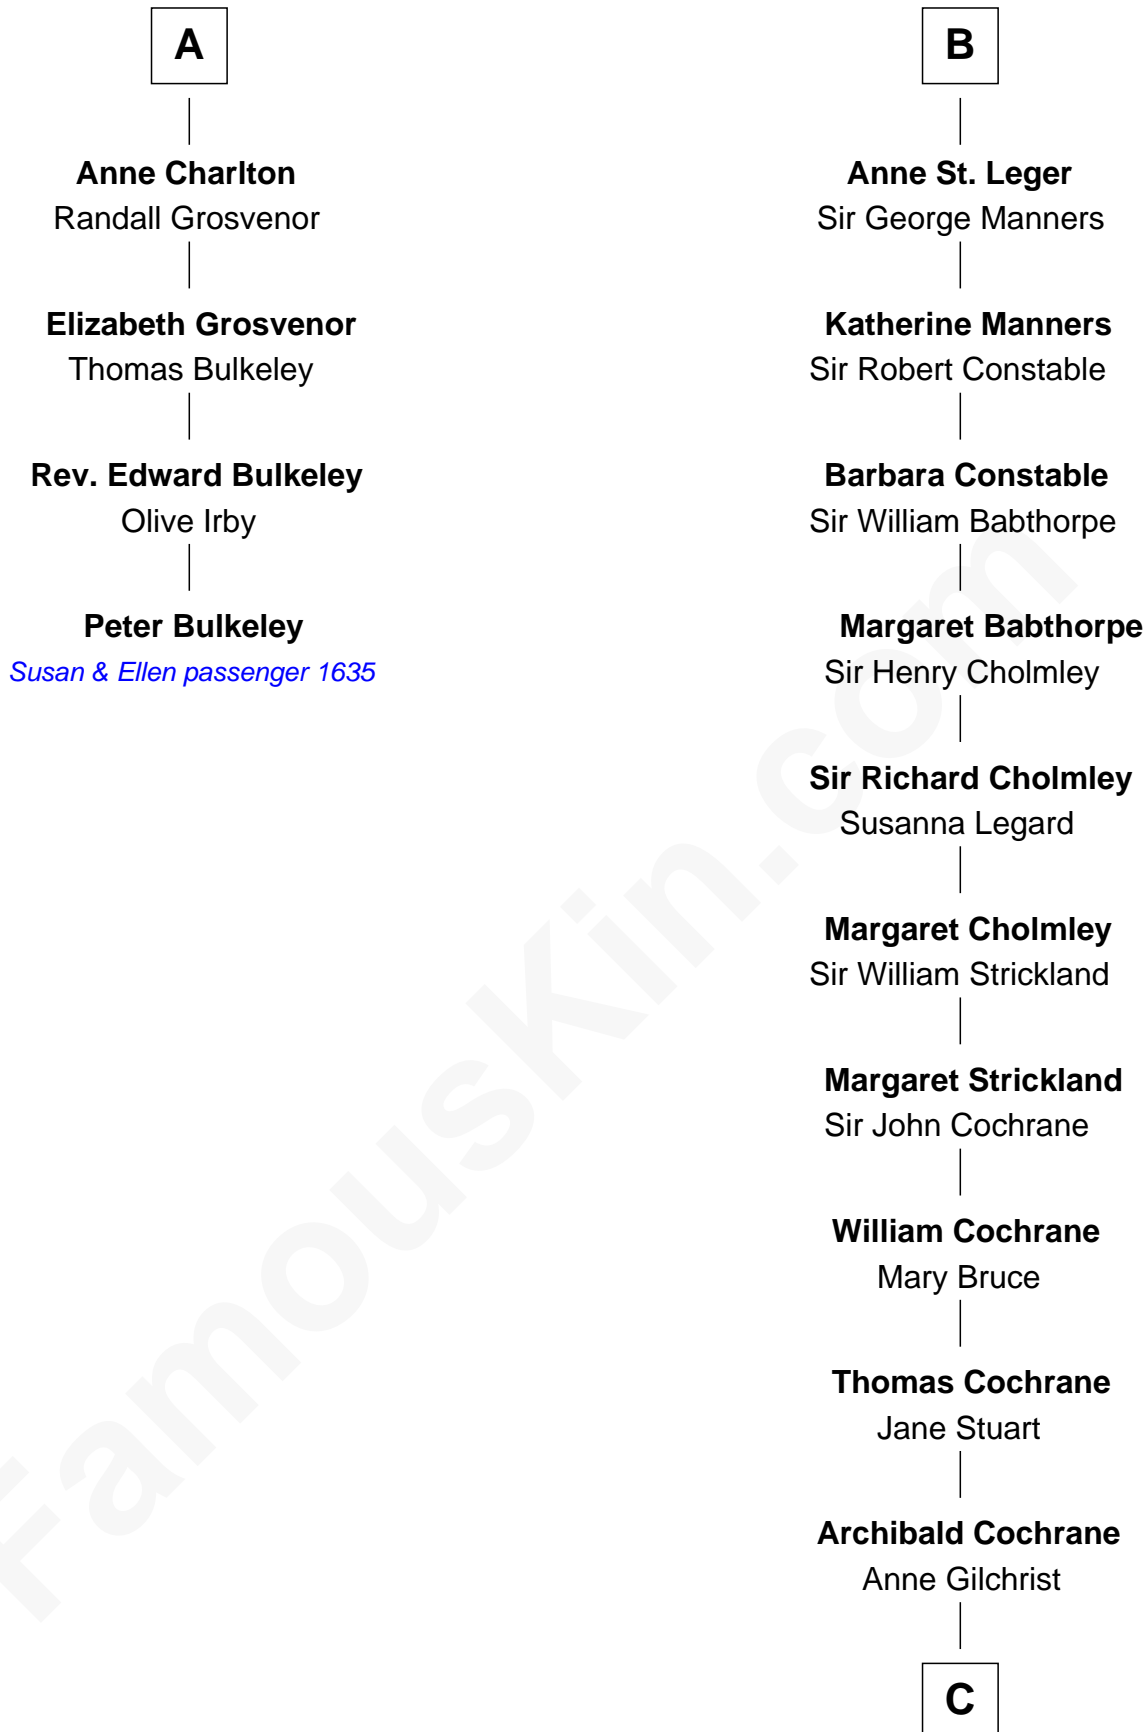 A
Anne Charlton
Randall Grosvenor
Elizabeth Grosvenor
Thomas Bulkeley
Rev. Edward Bulkeley
Olive Irby
Peter Bulkeley
Susan & Ellen passenger 1635
B
Anne St. Leger
Sir George Manners
Katherine Manners
Sir Robert Constable
Barbara Constable
Sir William Babthorpe
Margaret Babthorpe
Sir Henry Cholmley
Sir Richard Cholmley
Susanna Legard
Margaret Cholmley
Sir William Strickland
Margaret Strickland
Sir John Cochrane
William Cochrane
Mary Bruce
Thomas Cochrane
Jane Stuart
Archibald Cochrane
Anne Gilchrist
C
FamousKin.com